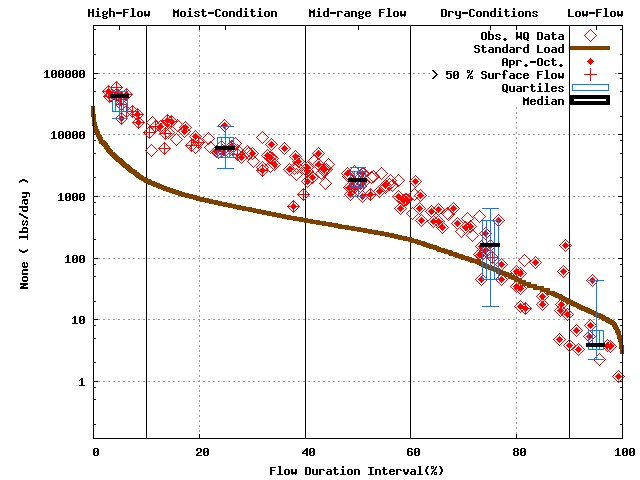 High-Flow Moist-Condition Mid-range Flow Dry-Conditions Low-Flow
Obs. WQ Data
Standard Load
Apr.-Oct.
> 50 % Surface Flow
Quartiles
Median
100000
10000
1000
100
10
1
None ( lbs/day )
0 20 40 60 80 100
Flow Duration Interval(%)